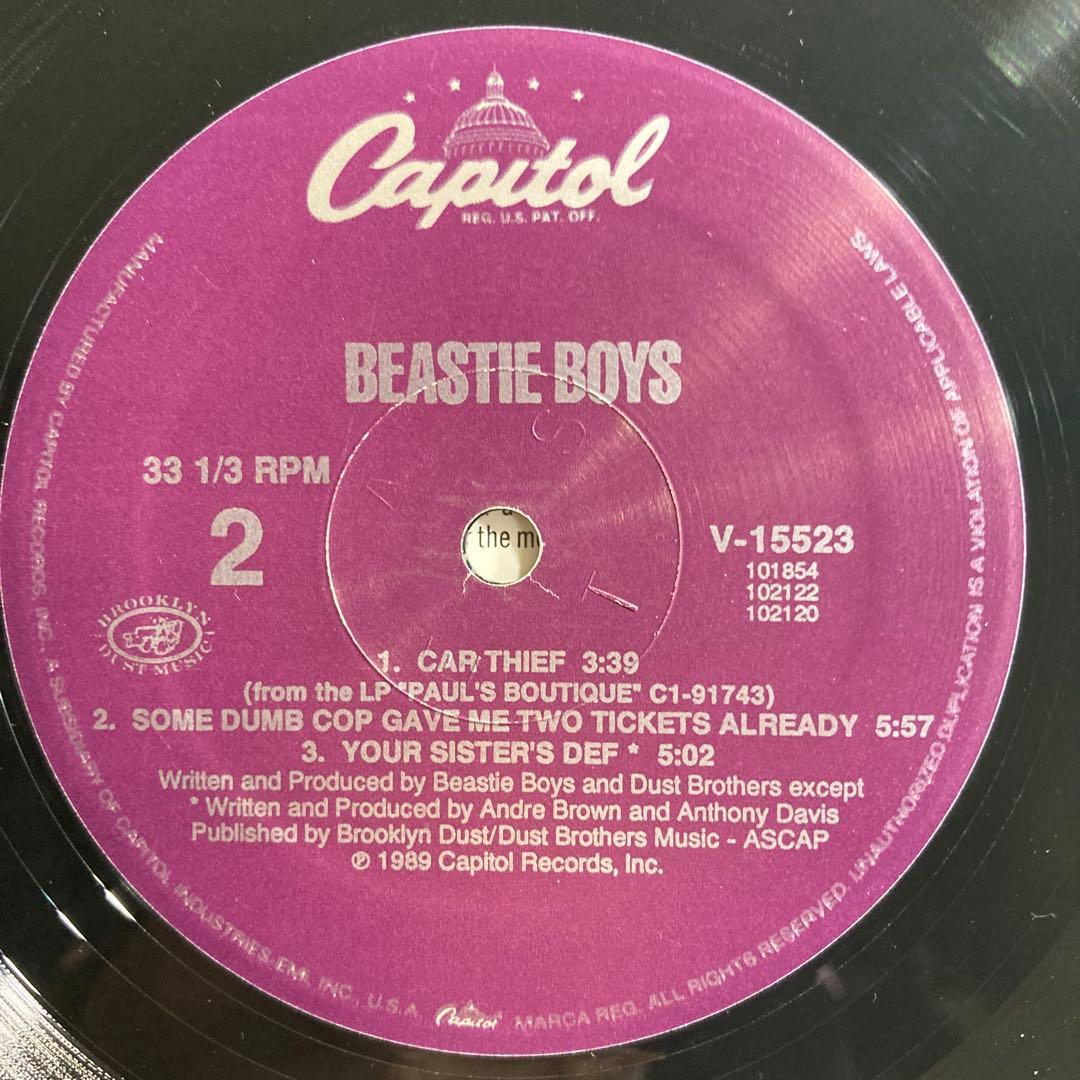 Capitol
REG. U.S. PAT. OFF.
BEASTIE BOYS
33 1/3 RPM
2
V-15523
101854
102122
102120
BROOKLYN
DUST MUSIC
the m
1. CAR THIEF 3:39
(from the LP "PAUL'S BOUTIQUE" C1-91743)
2. SOME DUMB COP GAVE ME TWO TICKETS ALREADY 5:57
3. YOUR SISTER'S DEF * 5:02
Written and Produced by Beastie Boys and Dust Brothers except
* Written and Produced by Andre Brown and Anthony Davis
Published by Brooklyn Dust/Dust Brothers Music - ASCAP
℗ 1989 Capitol Records, Inc.
MANUFACTURED BY CAPITOL RECORDS, INC., A SUBSIDIARY OF CAPITOL INDUSTRIES-EMI, INC., U.S.A. Capitol MARCA REG. ALL RIGHTS RESERVED. UNAUTHORIZED DUPLICATION IS A VIOLATION OF APPLICABLE LAWS.